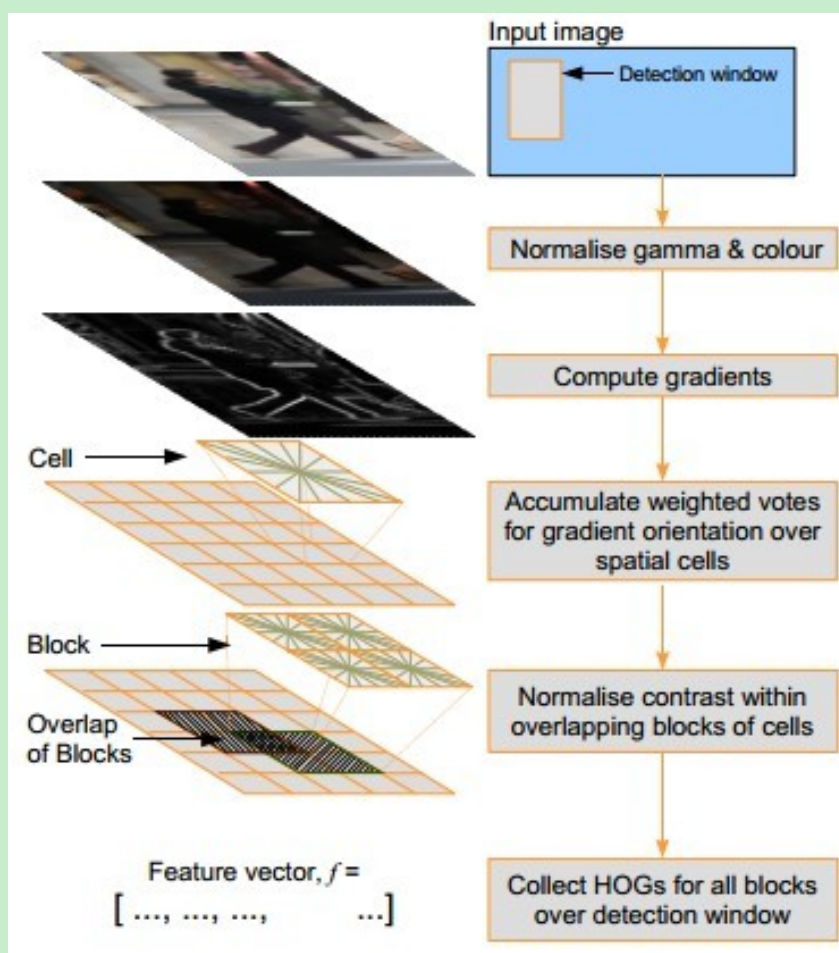 Input image
Detection window
Normalise gamma & colour
Compute gradients
Cell
Accumulate weighted votes
for gradient orientation over
spatial cells
Block
Normalise contrast within
overlapping blocks of cells
Overlap
of Blocks
Feature vector, f =
[ ..., ..., ..., ...]
Collect HOGs for all blocks
over detection window